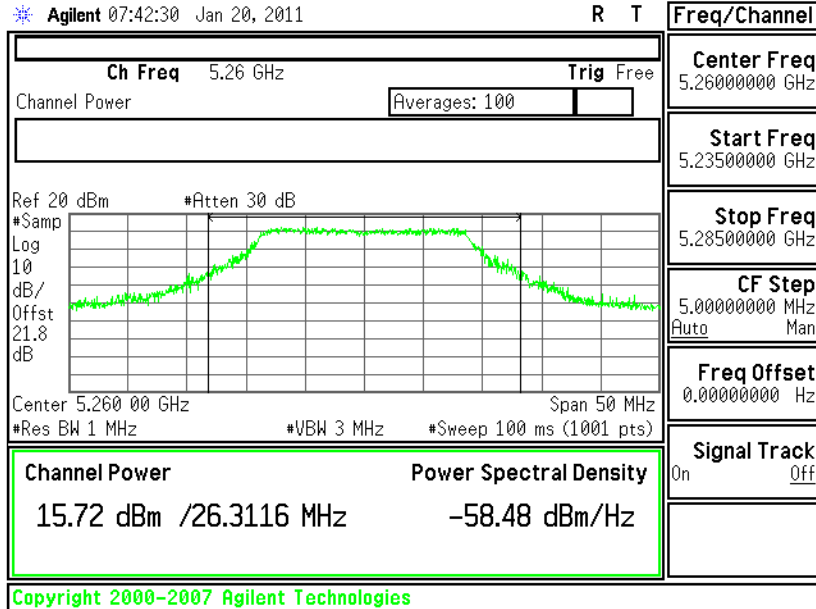 Agilent 07:42:30 Jan 20, 2011 R T
Freq/Channel
Ch Freq 5.26 GHz Trig Free
Channel Power Averages: 100
Center Freq
5.26000000 GHz
Start Freq
5.23500000 GHz
Ref 20 dBm #Atten 30 dB
#Samp
Log
10
dB/
Offst
21.8
dB
Stop Freq
5.28500000 GHz
CF Step
5.00000000 MHz
Auto Man
Freq Offset
0.00000000 Hz
Center 5.260 00 GHz Span 50 MHz
#Res BW 1 MHz #VBW 3 MHz #Sweep 100 ms (1001 pts)
Signal Track
On Off
Channel Power Power Spectral Density
15.72 dBm /26.3116 MHz -58.48 dBm/Hz
Copyright 2000-2007 Agilent Technologies